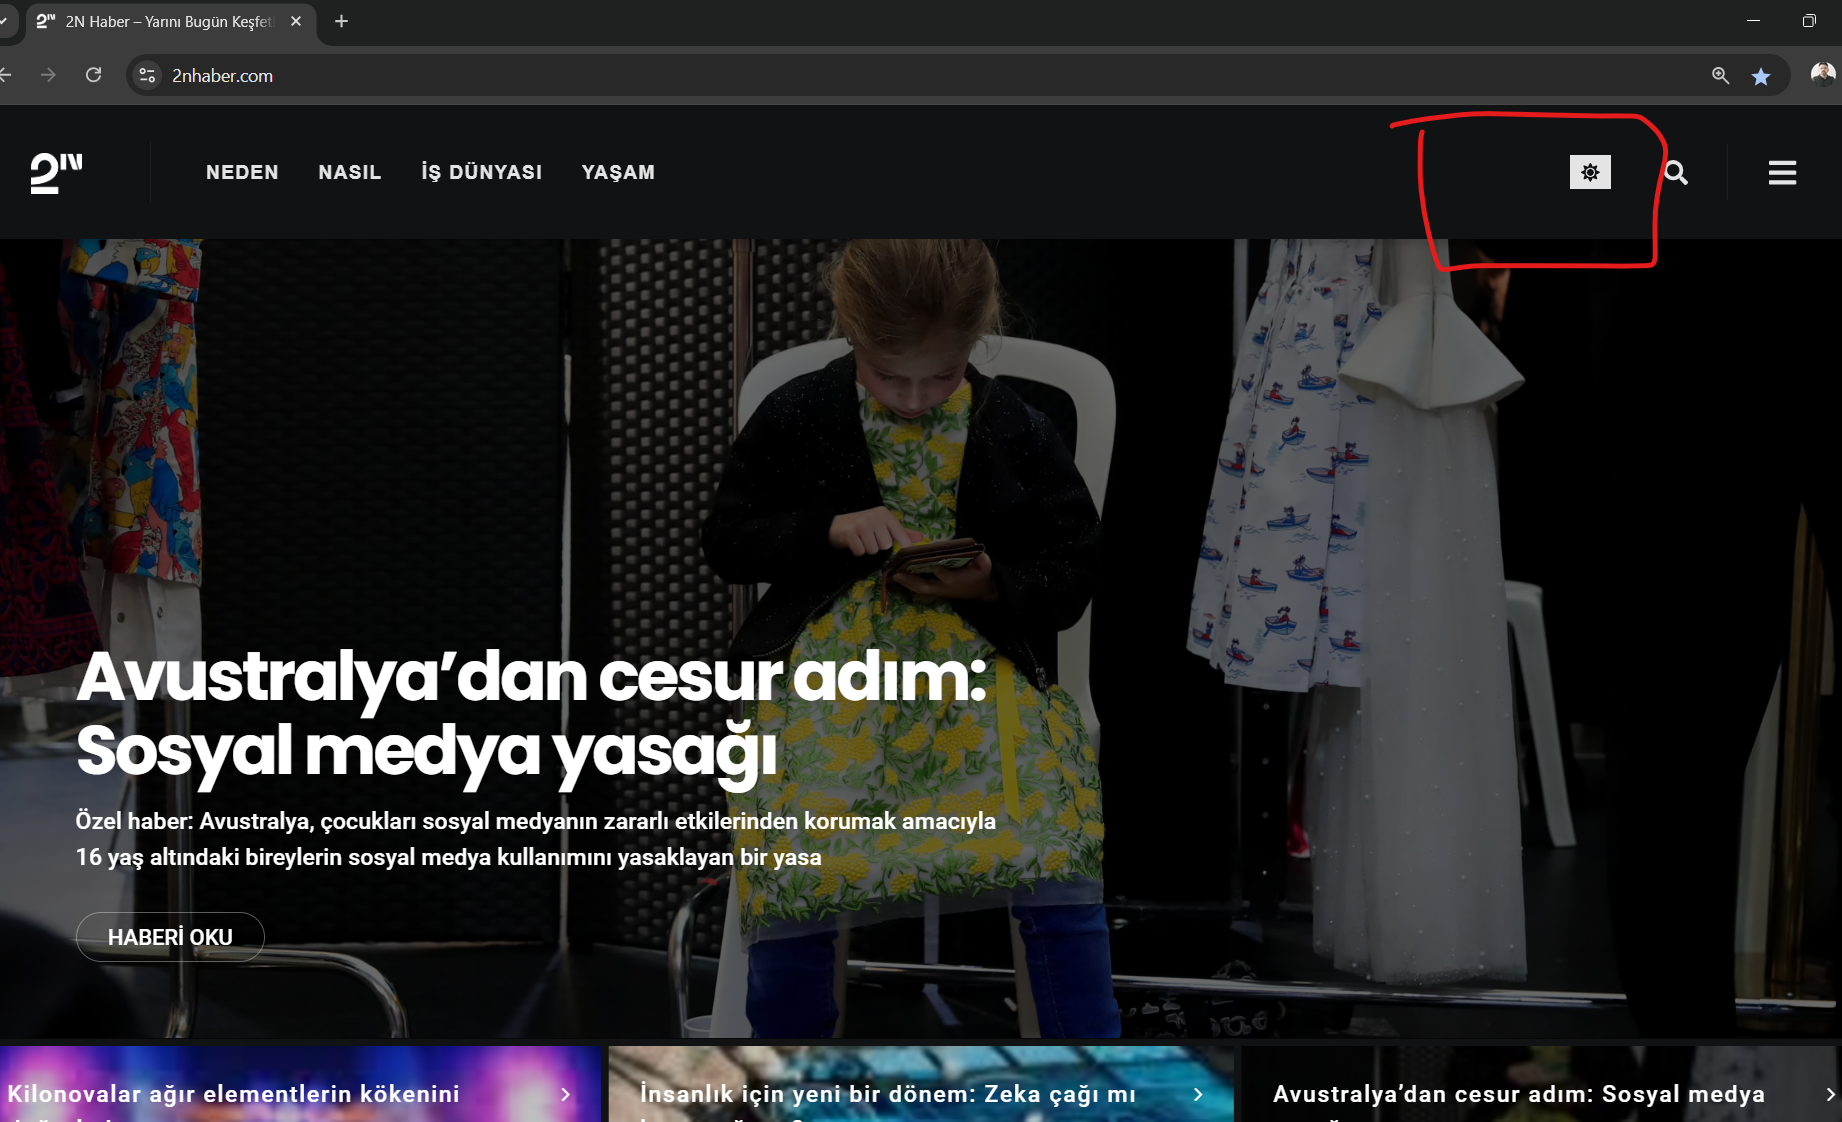 2N Haber – Yarını Bugün Keşfet
2nhaber.com
2N
NEDEN
NASIL
İŞ DÜNYASI
YAŞAM
Avustralya’dan cesur adım:
Sosyal medya yasağı
Özel haber: Avustralya, çocukları sosyal medyanın zararlı etkilerinden korumak amacıyla
16 yaş altındaki bireylerin sosyal medya kullanımını yasaklayan bir yasa
HABERİ OKU
Kilonovalar ağır elementlerin kökenini
İnsanlık için yeni bir dönem: Zeka çağı mı
Avustralya’dan cesur adım: Sosyal medya